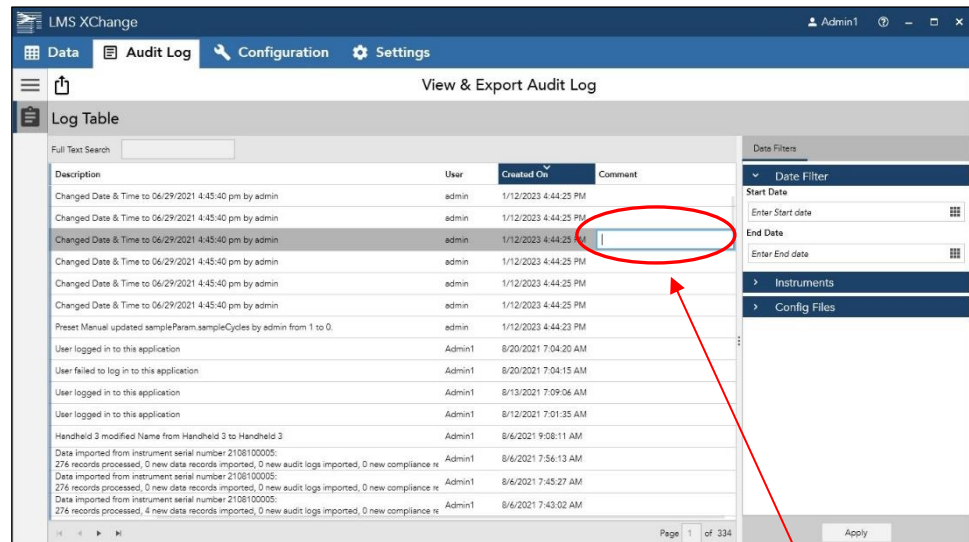 LMS XChange
Admin1
Data
Audit Log
Configuration
Settings
View & Export Audit Log
Log Table
Full Text Search
Data Filters
Description User Created On Comment
Date Filter
Start Date
Enter Start date
End Date
Enter End date
Instruments
Config Files
Changed Date & Time to 06/29/2021 4:45:40 pm by admin admin 1/12/2023 4:44:25 PM
Changed Date & Time to 06/29/2021 4:45:40 pm by admin admin 1/12/2023 4:44:25 PM
Changed Date & Time to 06/29/2021 4:45:40 pm by admin admin 1/12/2023 4:44:25 PM
Changed Date & Time to 06/29/2021 4:45:40 pm by admin admin 1/12/2023 4:44:25 PM
Changed Date & Time to 06/29/2021 4:45:40 pm by admin admin 1/12/2023 4:44:25 PM
Changed Date & Time to 06/29/2021 4:45:40 pm by admin admin 1/12/2023 4:44:25 PM
Preset Manual updated sampleParam.sampleCycles by admin from 1 to 0. admin 1/12/2023 4:44:23 PM
User logged in to this application Admin1 8/20/2021 7:04:20 AM
User failed to log in to this application Admin1 8/20/2021 7:04:15 AM
User logged in to this application Admin1 8/13/2021 7:09:06 AM
User logged in to this application Admin1 8/12/2021 7:01:35 AM
Handheld 3 modified Name from Handheld 3 to Handheld 3 Admin1 8/6/2021 9:08:11 AM
Data imported from instrument serial number 2108100005:
276 records processed, 0 new data records imported, 0 new audit logs imported, 0 new compliance re Admin1 8/6/2021 7:56:13 AM
Data imported from instrument serial number 2108100005:
276 records processed, 0 new data records imported, 0 new audit logs imported, 0 new compliance re Admin1 8/6/2021 7:45:27 AM
Data imported from instrument serial number 2108100005:
276 records processed, 4 new data records imported, 0 new audit logs imported, 0 new compliance re Admin1 8/6/2021 7:43:02 AM
Page 1 of 334
Apply